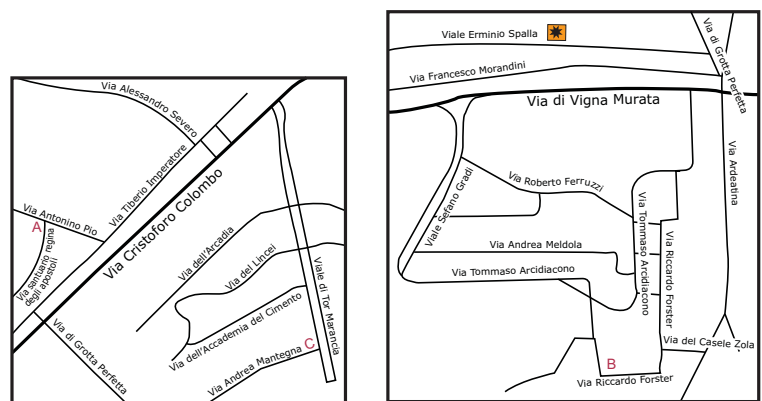 Via Alessandro Severo
Via Tiberio Imperatore
Via Cristoforo Colombo
Via Antonino Pio
A
Via santuano regina
degli apostoli
Via di Grotta Perfetta
Via dell'Arcadia
Via dei Lincei
Via dell'Accademia del Cimento
Via Andrea Mantegna
C
Viale di Tor Marancia
Viale Erminio Spalla
Via Francesco Morandini
Via di Vigna Murata
Via di Grotta Perfetta
Via Ardeatina
Viale Sefano Gradi
Via Roberto Ferruzzi
Via Andrea Meldola
Via Tommaso Arcidiacono
Via Tommaso Arcidiacono
Via Riccardo Forster
Via del Casele Zola
B
Via Riccardo Forster